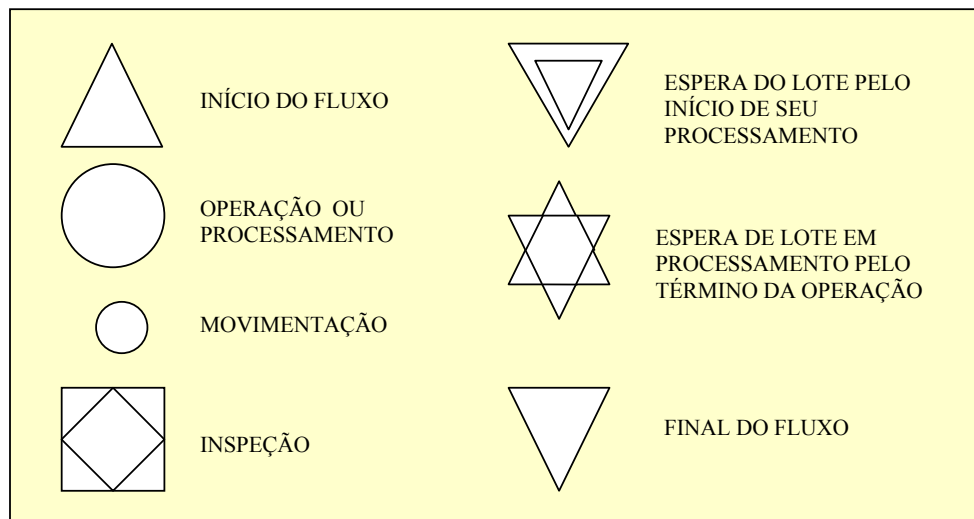 INÍCIO DO FLUXO
OPERAÇÃO OU
PROCESSAMENTO
MOVIMENTAÇÃO
INSPEÇÃO
ESPERA DO LOTE PELO
INÍCIO DE SEU
PROCESSAMENTO
ESPERA DE LOTE EM
PROCESSAMENTO PELO
TÉRMINO DA OPERAÇÃO
FINAL DO FLUXO